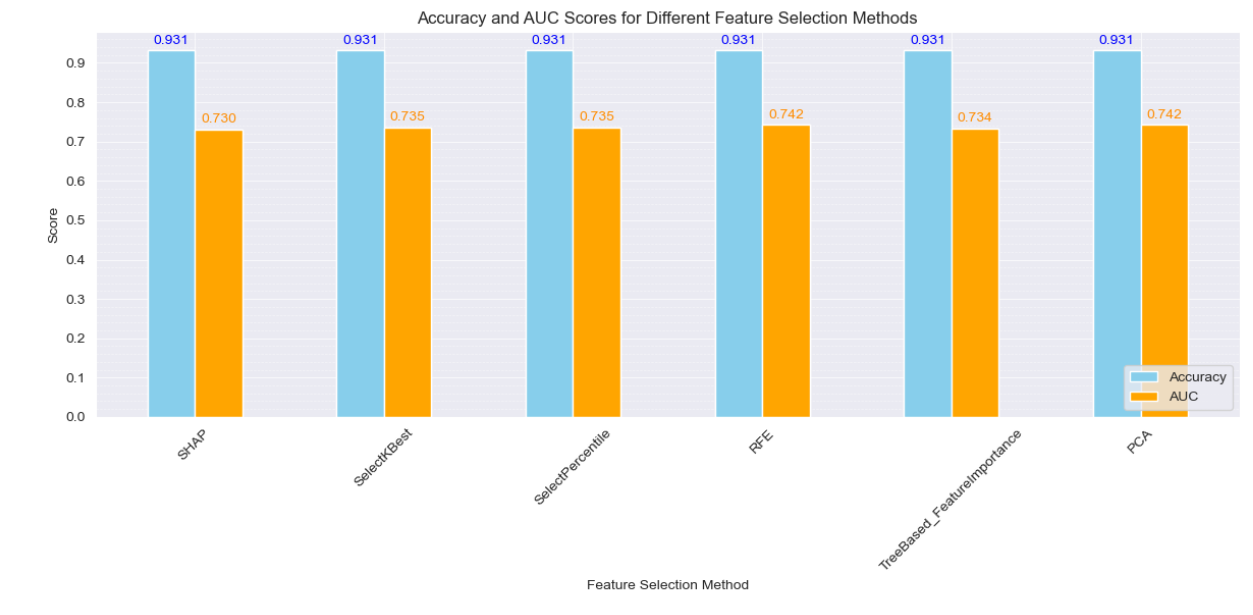 Accuracy and AUC Scores for Different Feature Selection Methods
0.931 0.931 0.931 0.931 0.931 0.931
0.730 0.735 0.735 0.742 0.734 0.742
Score
0.9
0.8
0.7
0.6
0.5
0.4
0.3
0.2
0.1
0.0
Accuracy
AUC
SHAP
SelectKBest
SelectPercentile
RFE
TreeBased_FeatureImportance
PCA
Feature Selection Method